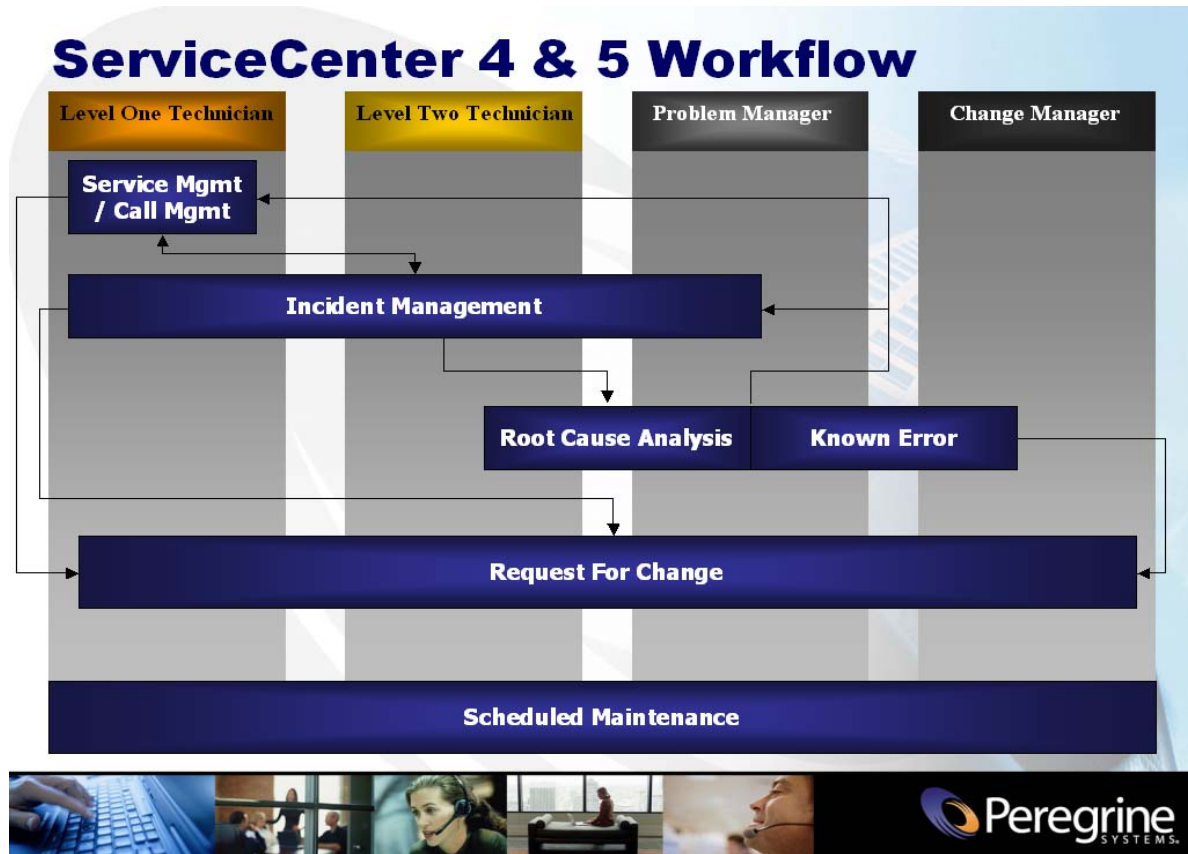 ServiceCenter 4 & 5 Workflow
Level One Technician
Level Two Technician
Problem Manager
Change Manager
Service Mgmt
/ Call Mgmt
Incident Management
Root Cause Analysis
Known Error
Request For Change
Scheduled Maintenance
Peregrine
SYSTEMS.